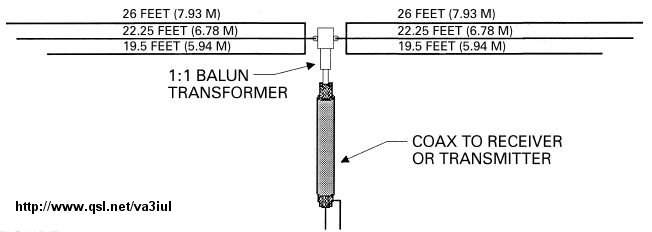 26 FEET (7.93 M)
26 FEET (7.93 M)
22.25 FEET (6.78 M)
22.25 FEET (6.78 M)
19.5 FEET (5.94 M)
19.5 FEET (5.94 M)
1:1 BALUN
TRANSFORMER
COAX TO RECEIVER
OR TRANSMITTER
http://www.qsl.net/va3iul